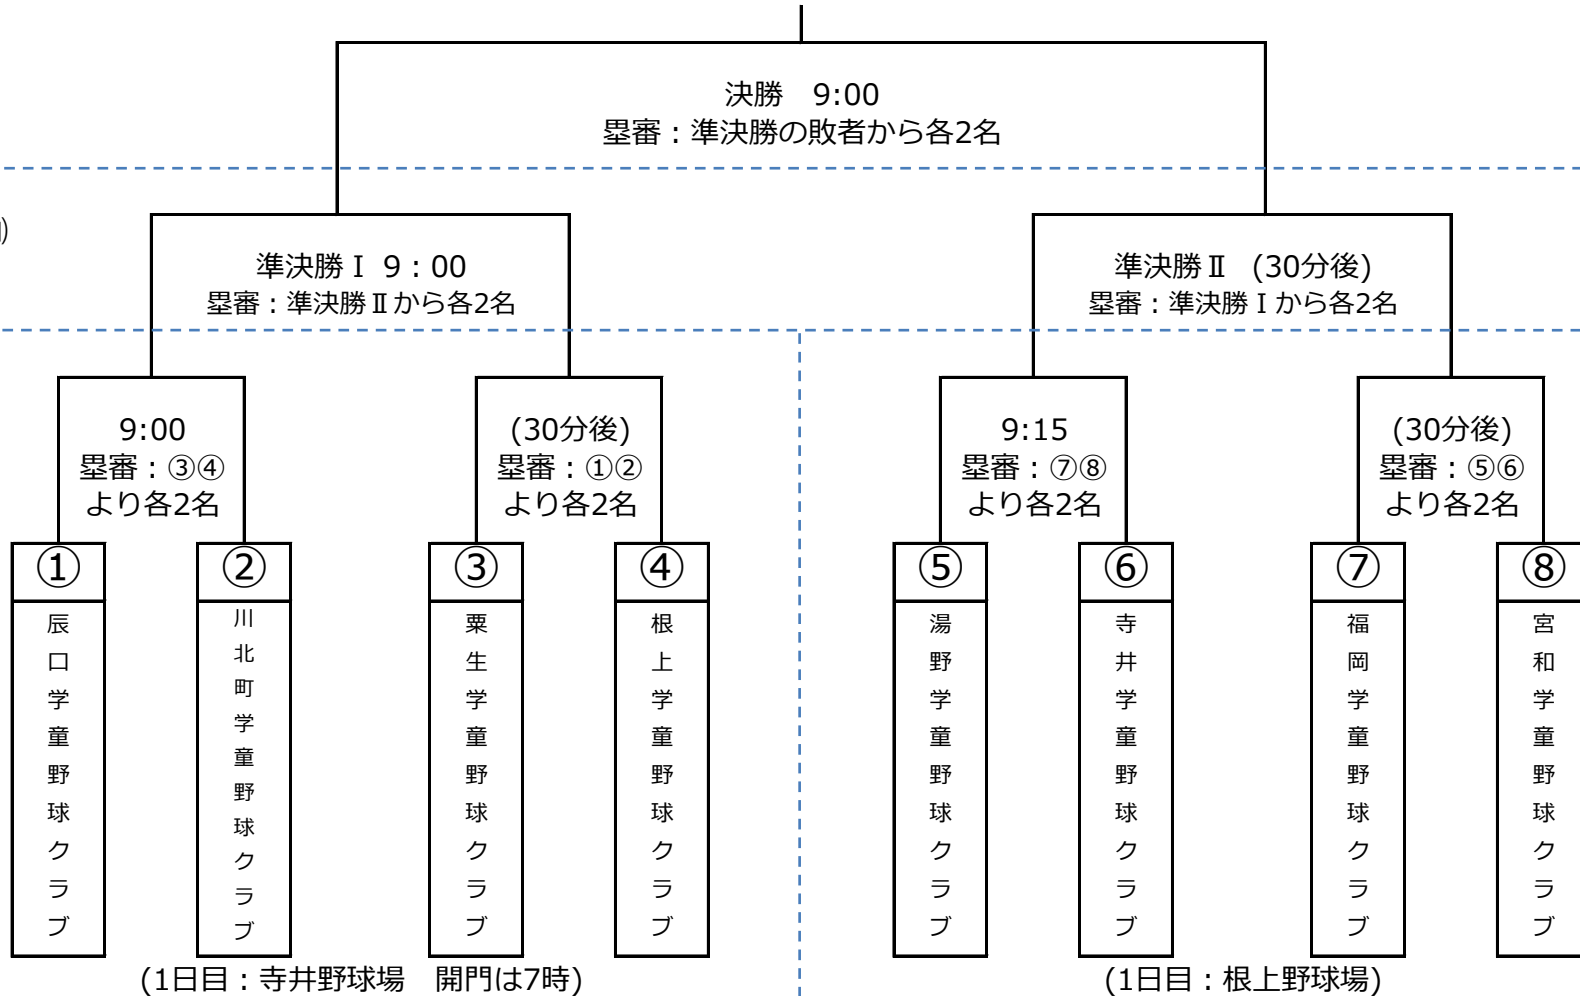 決勝　9:00
塁審：準決勝の敗者から各2名
準決勝Ⅰ 9：00
塁審：準決勝Ⅱから各2名
準決勝Ⅱ (30分後)
塁審：準決勝Ⅰから各2名
9:00
塁審：③④
より各2名
(30分後)
塁審：①②
より各2名
9:15
塁審：⑦⑧
より各2名
(30分後)
塁審：⑤⑥
より各2名
①
辰口学童野球クラブ
②
川北町学童野球クラブ
③
粟生学童野球クラブ
④
根上学童野球クラブ
⑤
湯野学童野球クラブ
⑥
寺井学童野球クラブ
⑦
福岡学童野球クラブ
⑧
宮和学童野球クラブ
(1日目：寺井野球場　開門は7時)
(1日目：根上野球場)